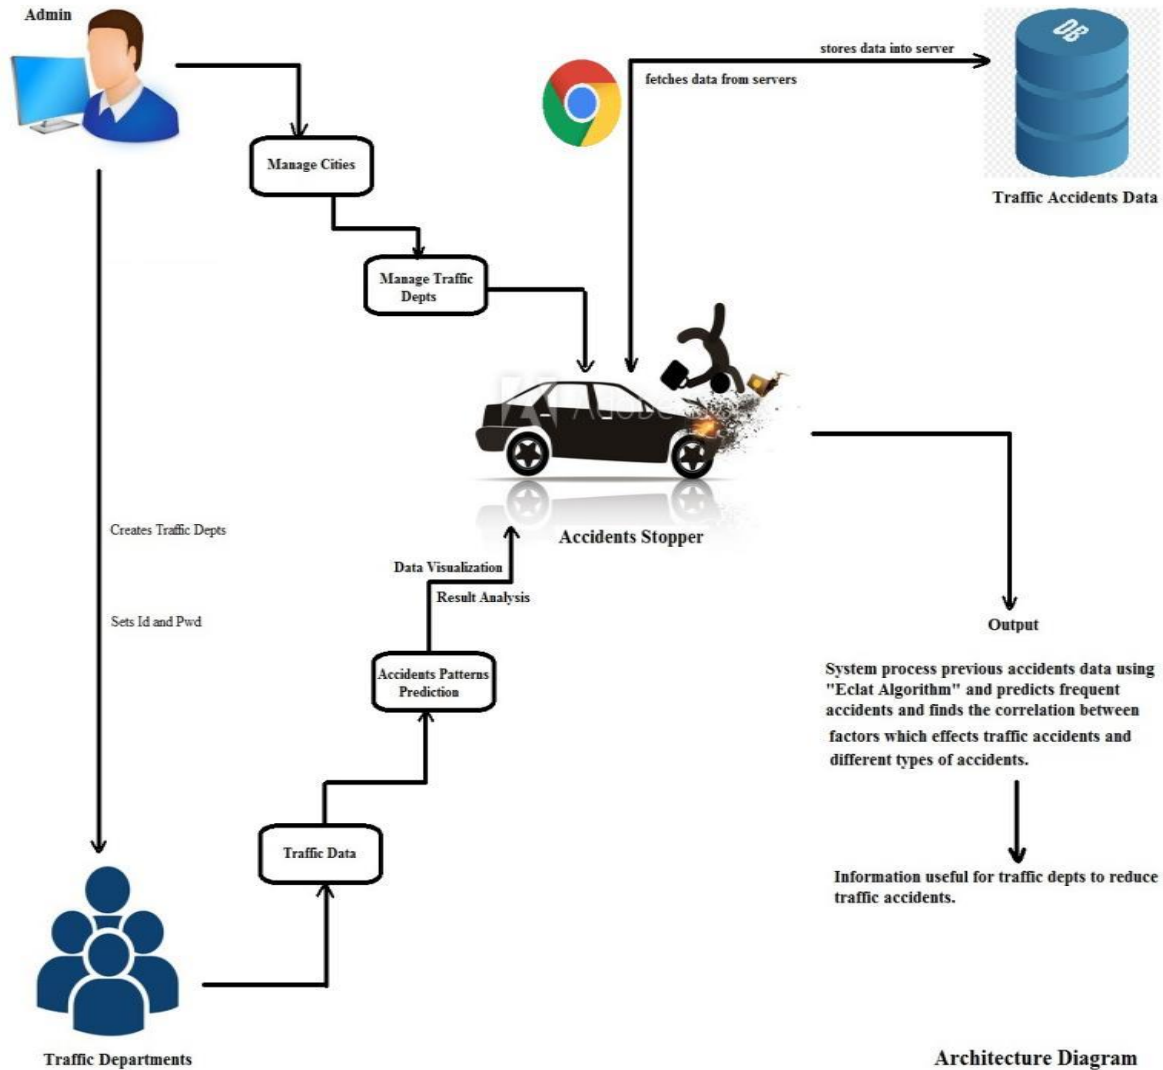 Admin
stores data into server
fetches data from servers
DB
Traffic Accidents Data
Manage Cities
Manage Traffic
Depts
Adobe
Accidents Stopper
Creates Traffic Depts
Sets Id and Pwd
Data Visualization
Result Analysis
Accidents Patterns
Prediction
Traffic Data
Traffic Departments
Output
System process previous accidents data using
"Eclat Algorithm" and predicts frequent
accidents and finds the correlation between
factors which effects traffic accidents and
different types of accidents.
Information useful for traffic depts to reduce
traffic accidents.
Architecture Diagram